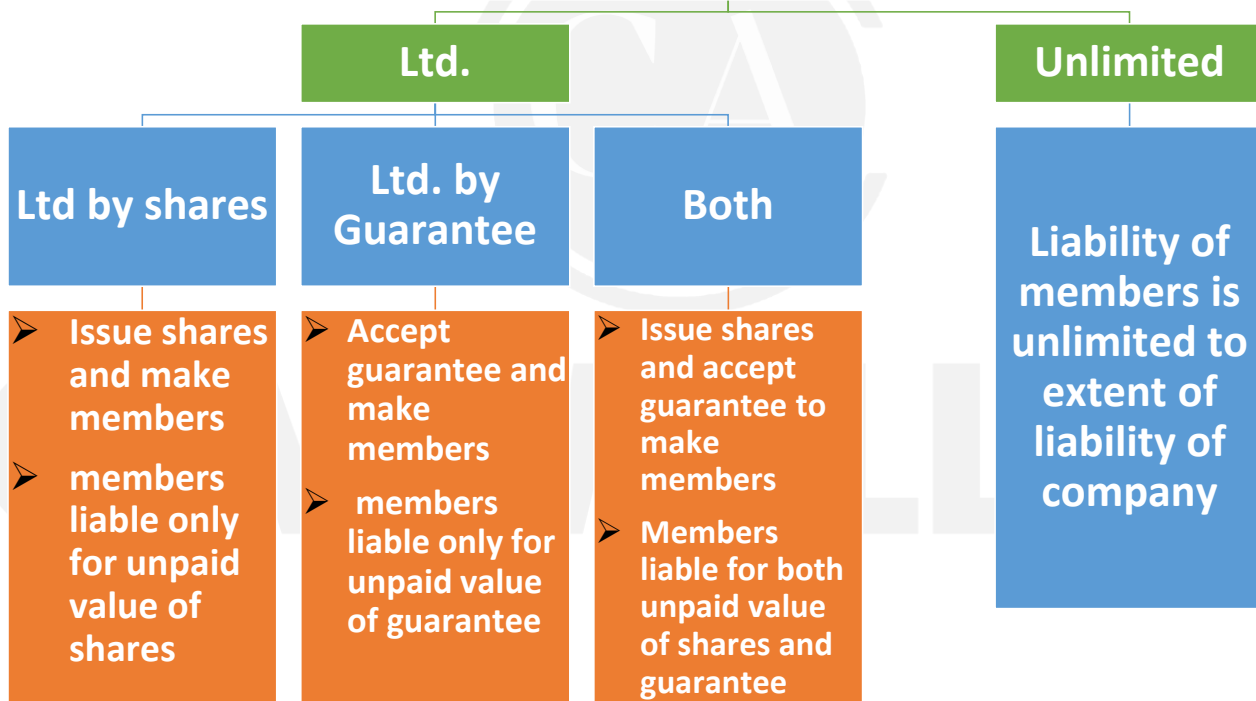 Ltd.
Unlimited
Ltd by shares
Ltd. by
Guarantee
Both
Liability of
members is
unlimited to
extent of
liability of
company
➢ Issue shares
and make
members
➢ members
liable only
for unpaid
value of
shares
➢ Accept
guarantee and
make
members
➢ members
liable only for
unpaid value
of guarantee
➢ Issue shares
and accept
guarantee to
make
members
➢ Members
liable for both
unpaid value
of shares and
guarantee